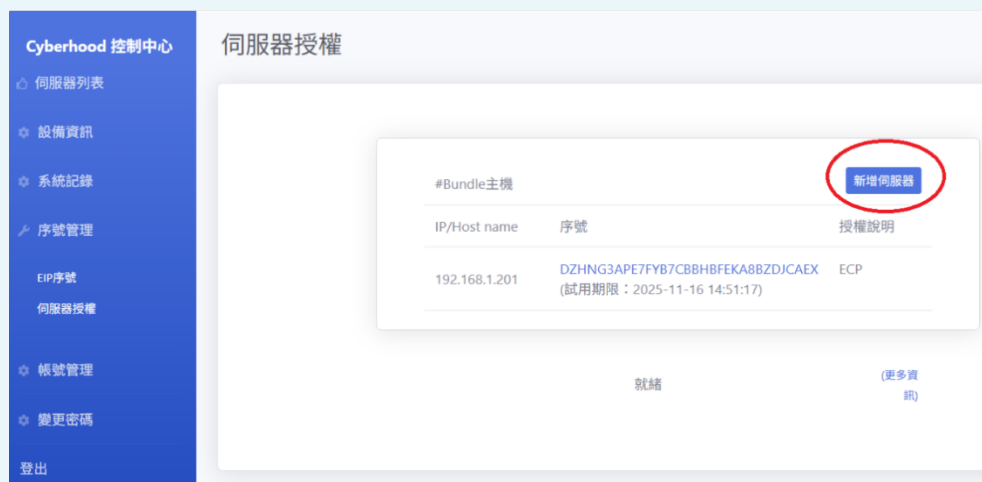 Cyberhood 控制中心
伺服器列表
設備資訊
系統記錄
序號管理
EIP序號
伺服器授權
帳號管理
變更密碼
登出
伺服器授權
#Bundle主機
新增伺服器
IP/Host name 序號 授權說明
192.168.1.201 DZHNG3APE7FYB7CBBHBFEKA8BZDJCAEX ECP
(試用期限：2025-11-16 14:51:17)
就緒
(更多資
訊)